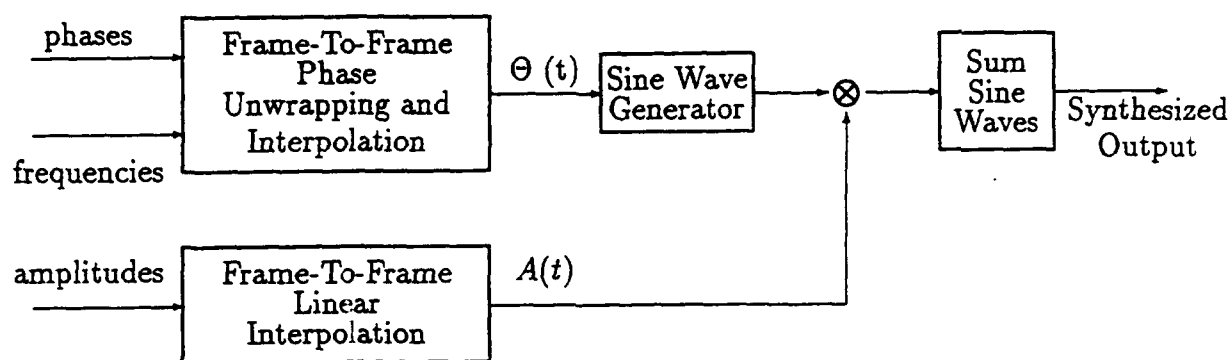 phases
frequencies
Frame-To-Frame
Phase
Unwrapping and
Interpolation
Θ (t)
Sine Wave
Generator
⊗
Sum
Sine
Waves
Synthesized
Output
amplitudes
Frame-To-Frame
Linear
Interpolation
A(t)